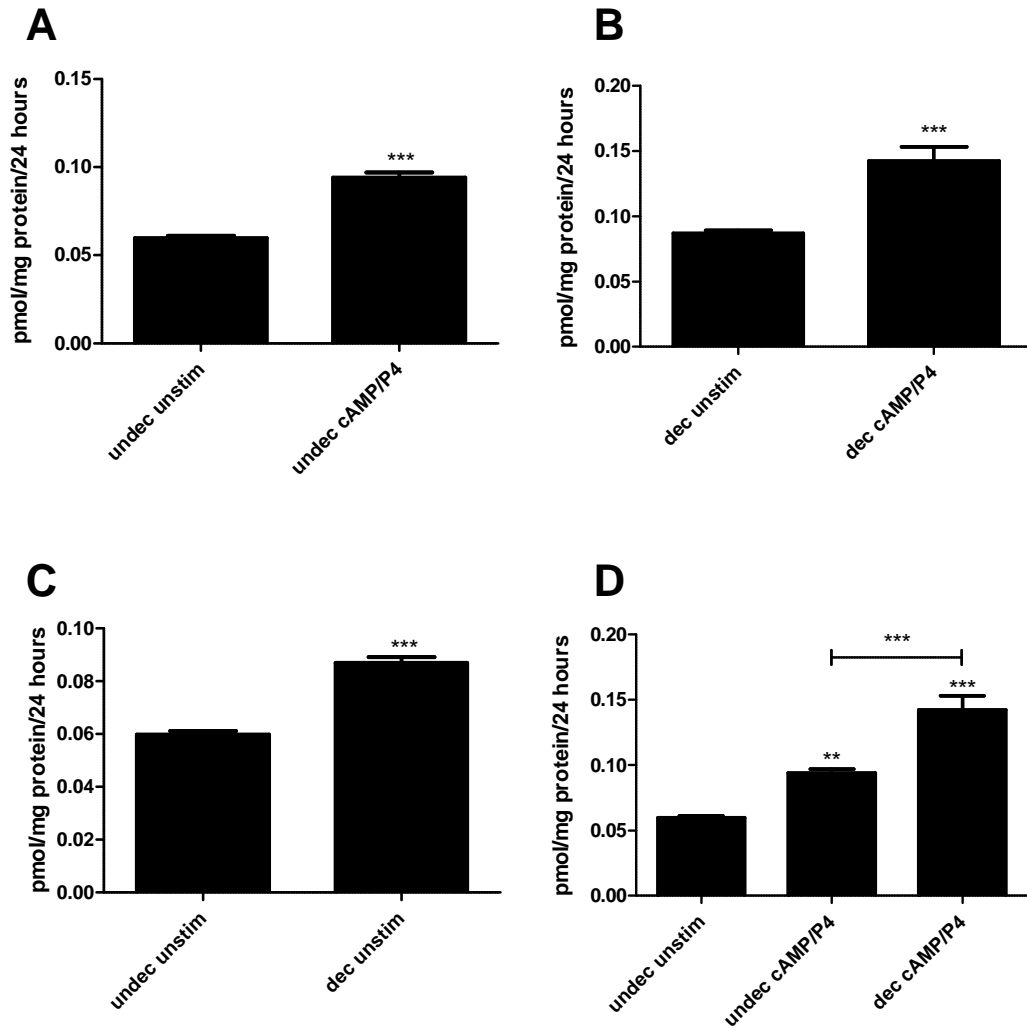 A
pmol/mg protein/24 hours
0.15
0.10
0.05
0.00
***
undec unstim
undec cAMP/P4
B
pmol/mg protein/24 hours
0.20
0.15
0.10
0.05
0.00
***
dec unstim
dec cAMP/P4
C
pmol/mg protein/24 hours
0.10
0.08
0.06
0.04
0.02
0.00
***
undec unstim
dec unstim
D
pmol/mg protein/24 hours
0.20
0.15
0.10
0.05
0.00
***
**
***
undec unstim
undec cAMP/P4
dec cAMP/P4